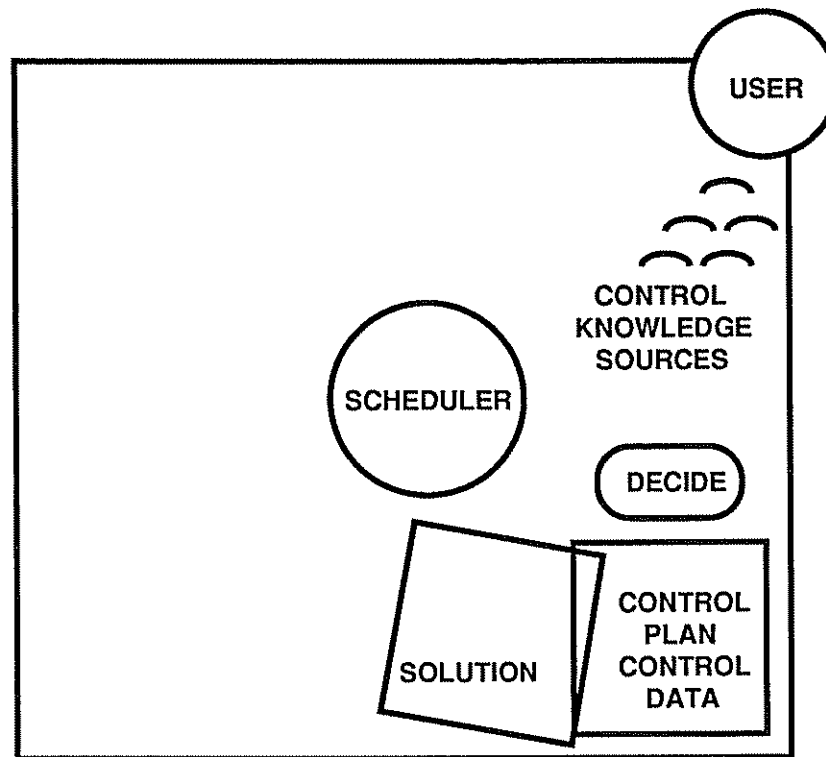 USER
CONTROL
KNOWLEDGE
SOURCES
SCHEDULER
DECIDE
SOLUTION
CONTROL
PLAN
CONTROL
DATA